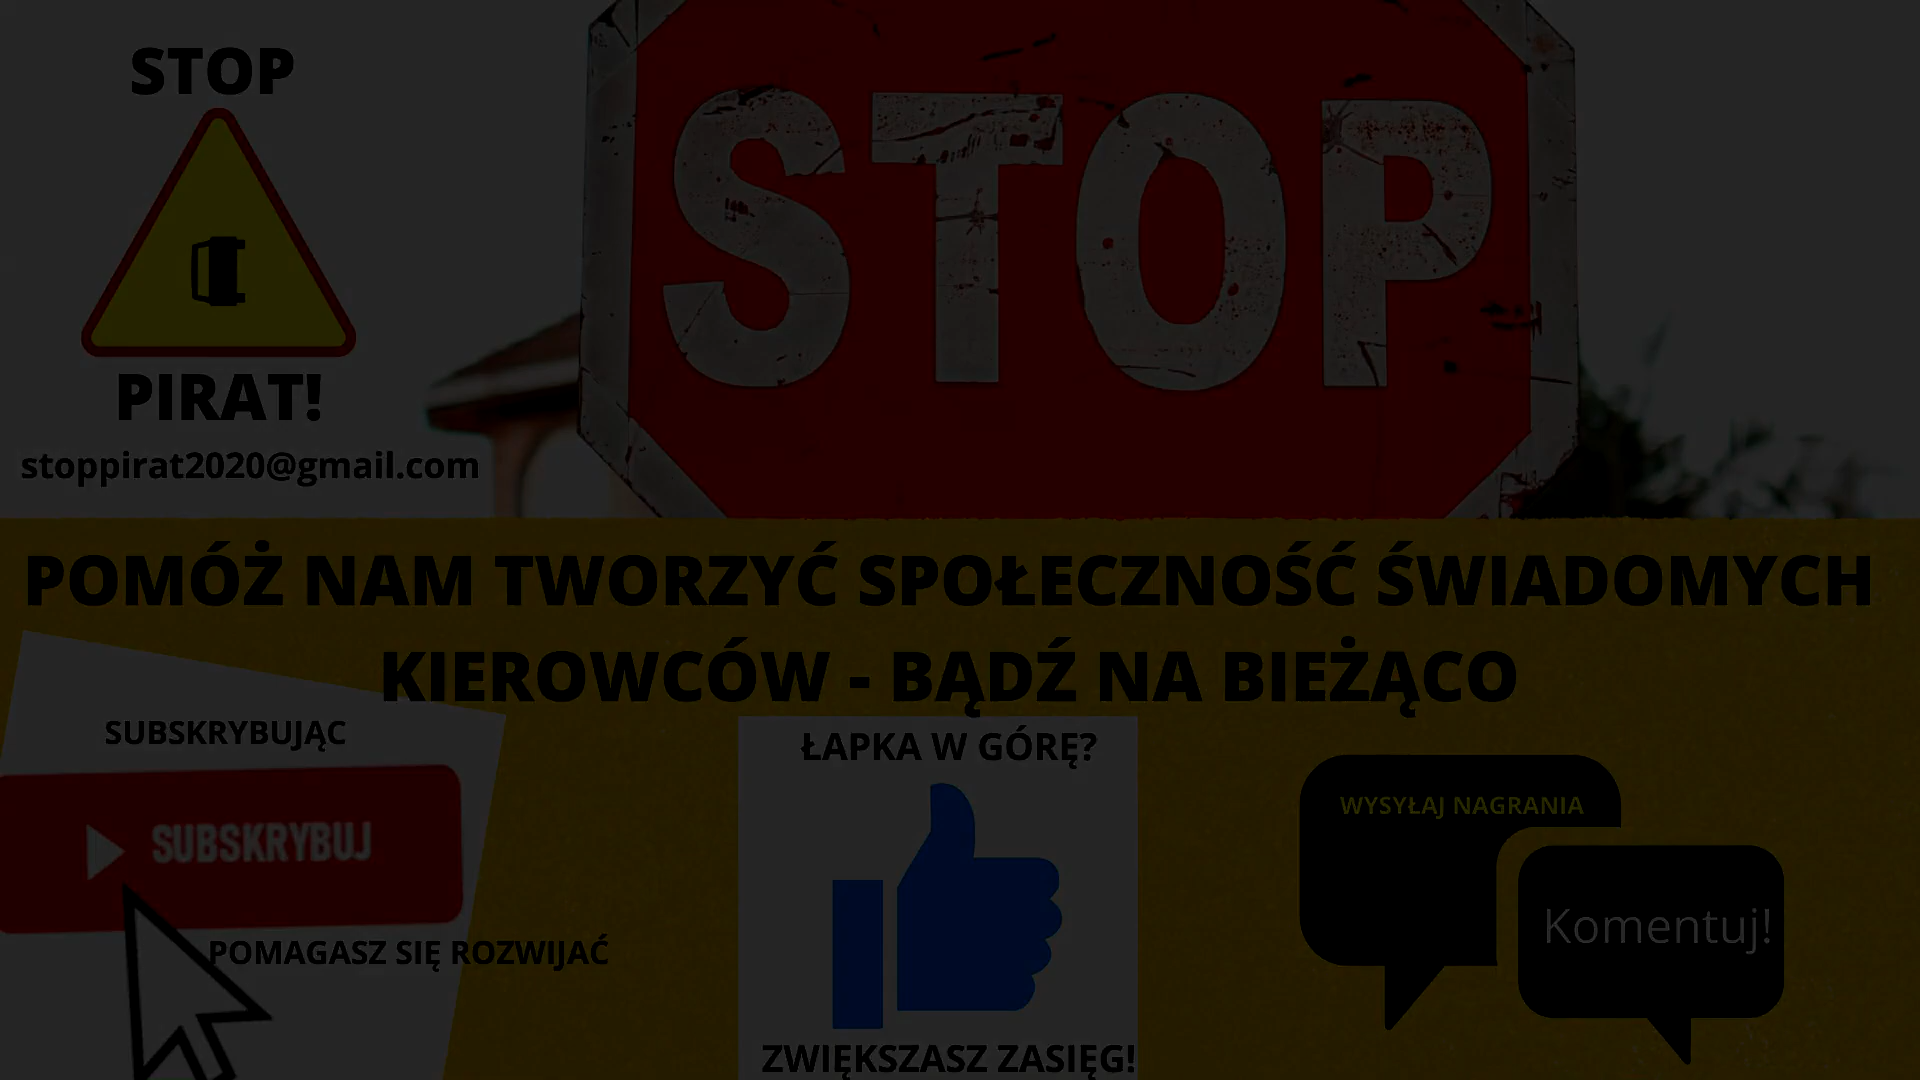 STOP
PIRAT!
stoppirat2020@gmail.com
STOP
POMÓŻ NAM TWORZYĆ SPOŁECZNOŚĆ ŚWIADOMYCH
KIEROWCÓW - BĄDŹ NA BIEŻĄCO
SUBSKRYBUJĄC
SUBSKRYBUJ
POMAGASZ SIĘ ROZWIJAĆ
ŁAPKA W GÓRĘ?
ZWIĘKSZASZ ZASIĘG!
WYSYŁAJ NAGRANIA
Komentuj!